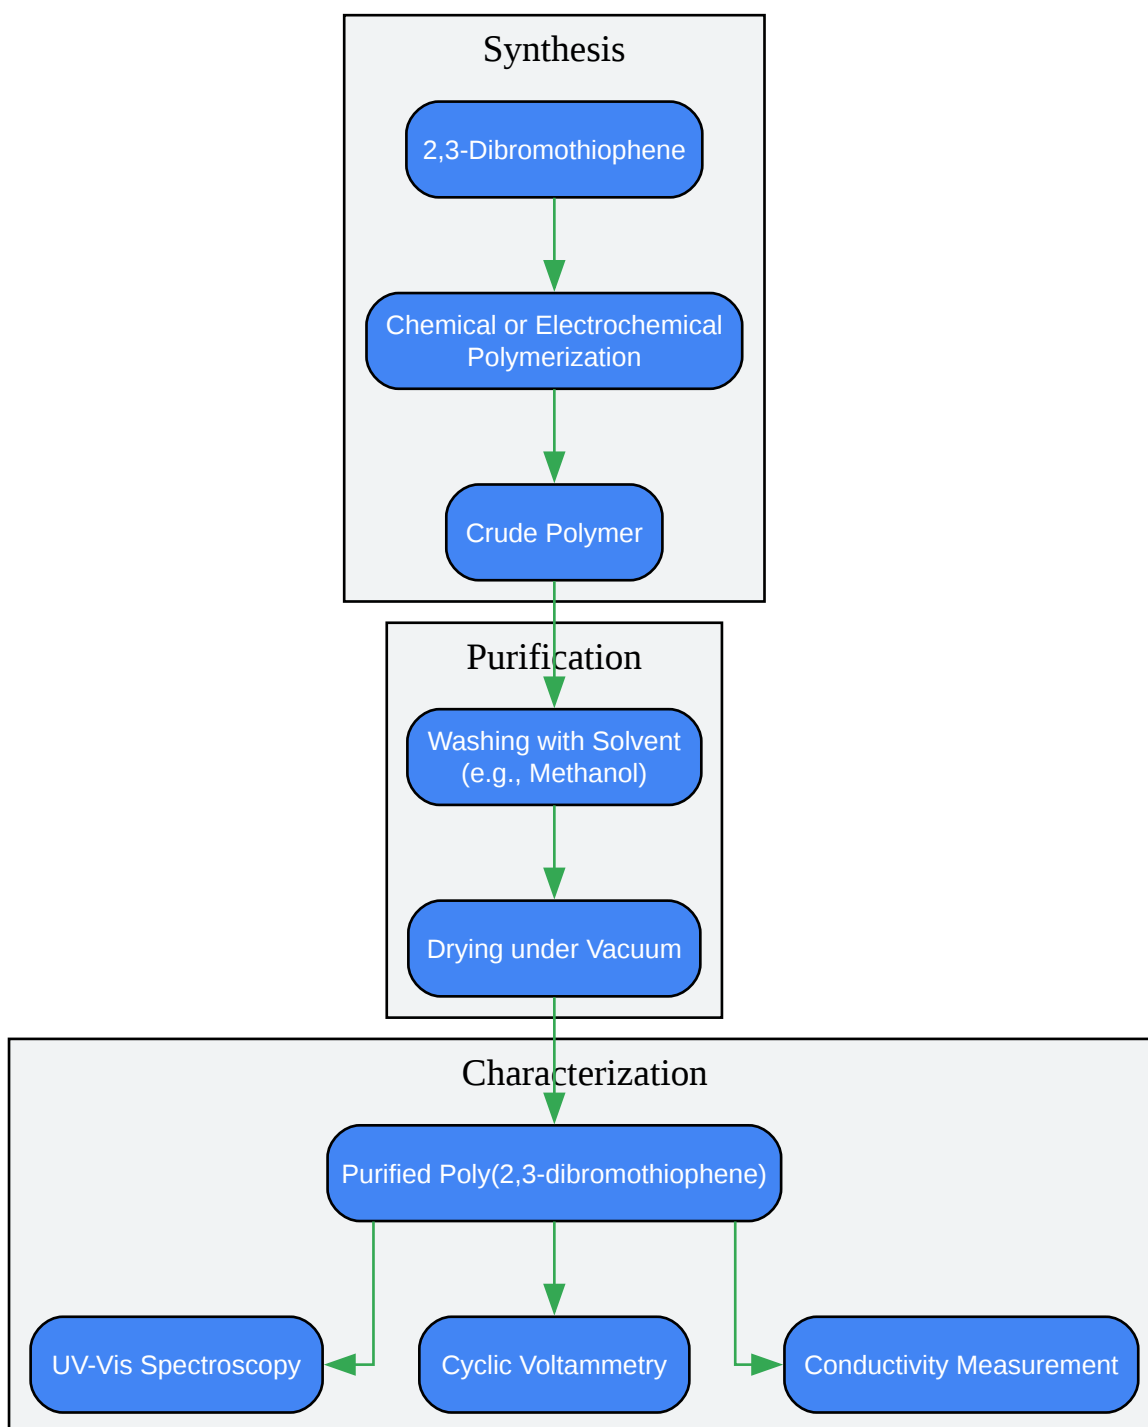 Synthesis
2,3-Dibromothiophene
Chemical or Electrochemical
Polymerization
Crude Polymer
Purification
Washing with Solvent
(e.g., Methanol)
Drying under Vacuum
Characterization
Purified Poly(2,3-dibromothiophene)
UV-Vis Spectroscopy
Cyclic Voltammetry
Conductivity Measurement